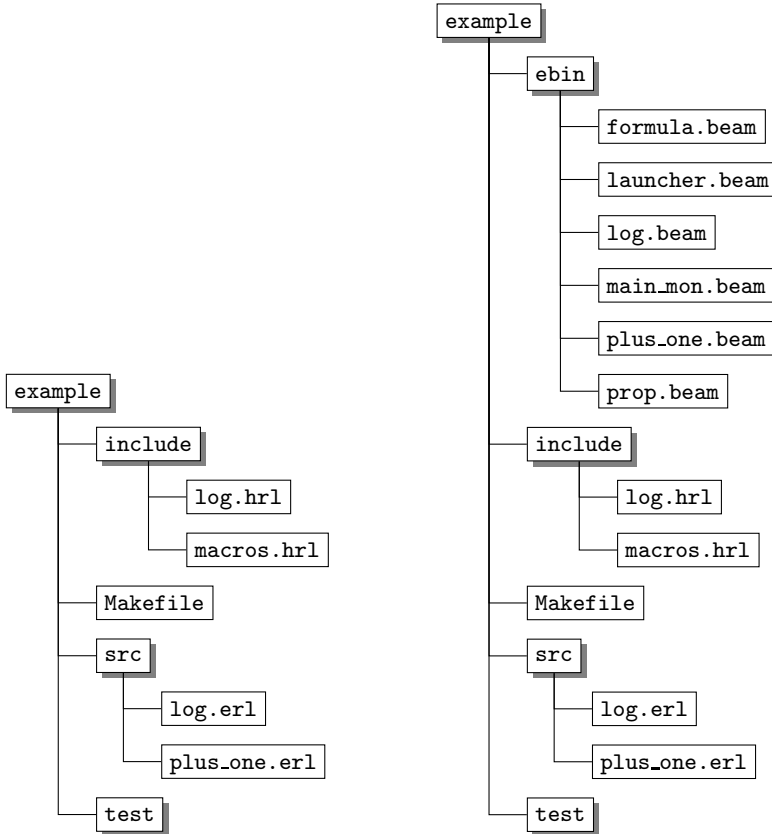 example
include
log.hrl
macros.hrl
Makefile
src
log.erl
plus_one.erl
test
example
ebin
formula.beam
launcher.beam
log.beam
main_mon.beam
plus_one.beam
prop.beam
include
log.hrl
macros.hrl
Makefile
src
log.erl
plus_one.erl
test